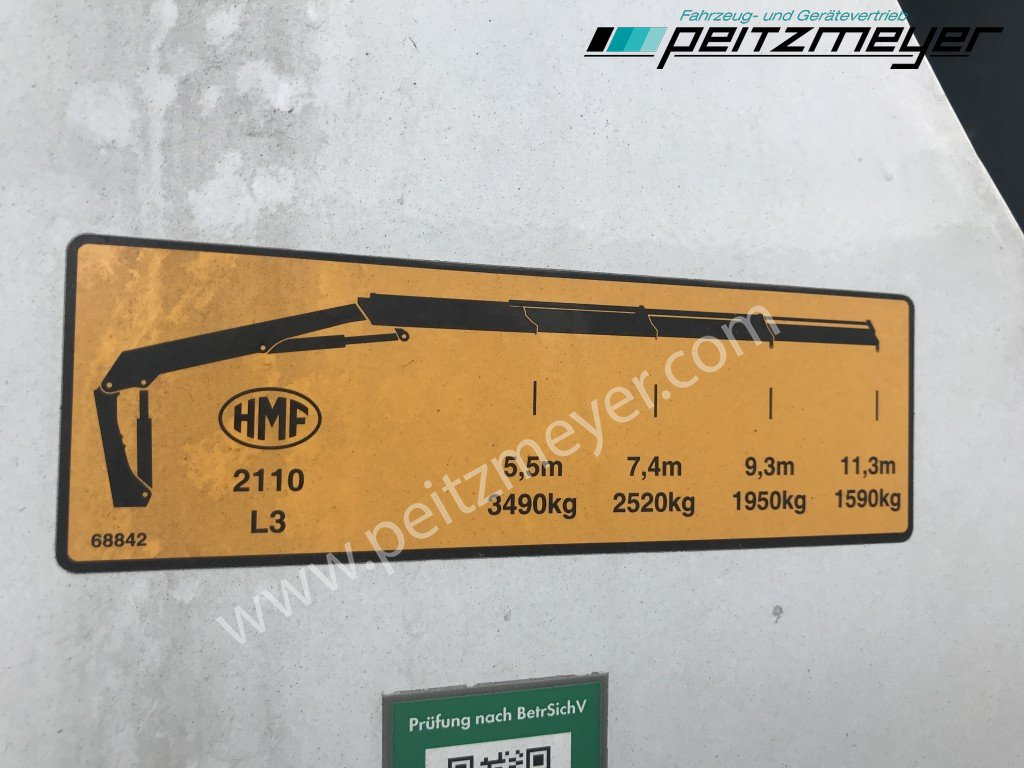 Fahrzeug- und Gerätevertrieb
peitzmeyer
HMF
2110
L3
68842
5,5m 7,4m 9,3m 11,3m
3490kg 2520kg 1950kg 1590kg
www.peitzmeyer.com
Prüfung nach BetrSichV